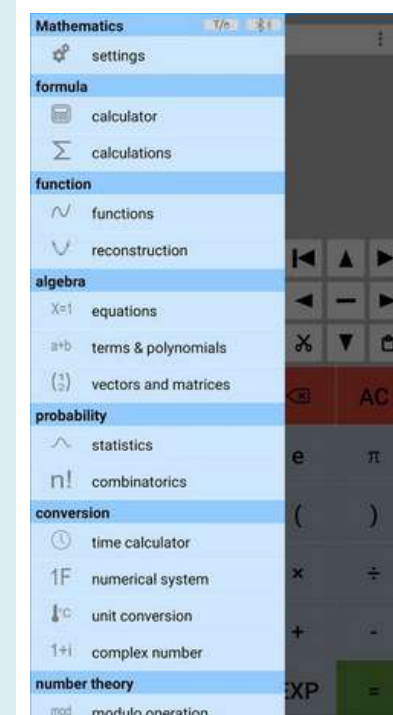 Mathematics T/n
settings
formula
calculator
Σ calculations
function
functions
reconstruction
algebra
X=1 equations
a+b terms & polynomials
vectors and matrices
probability
statistics
n! combinatorics
conversion
time calculator
1F numerical system
°C unit conversion
1+i complex number
number theory
mod modulo operation
AC
e π
( )
× ÷
+ -
EXP =